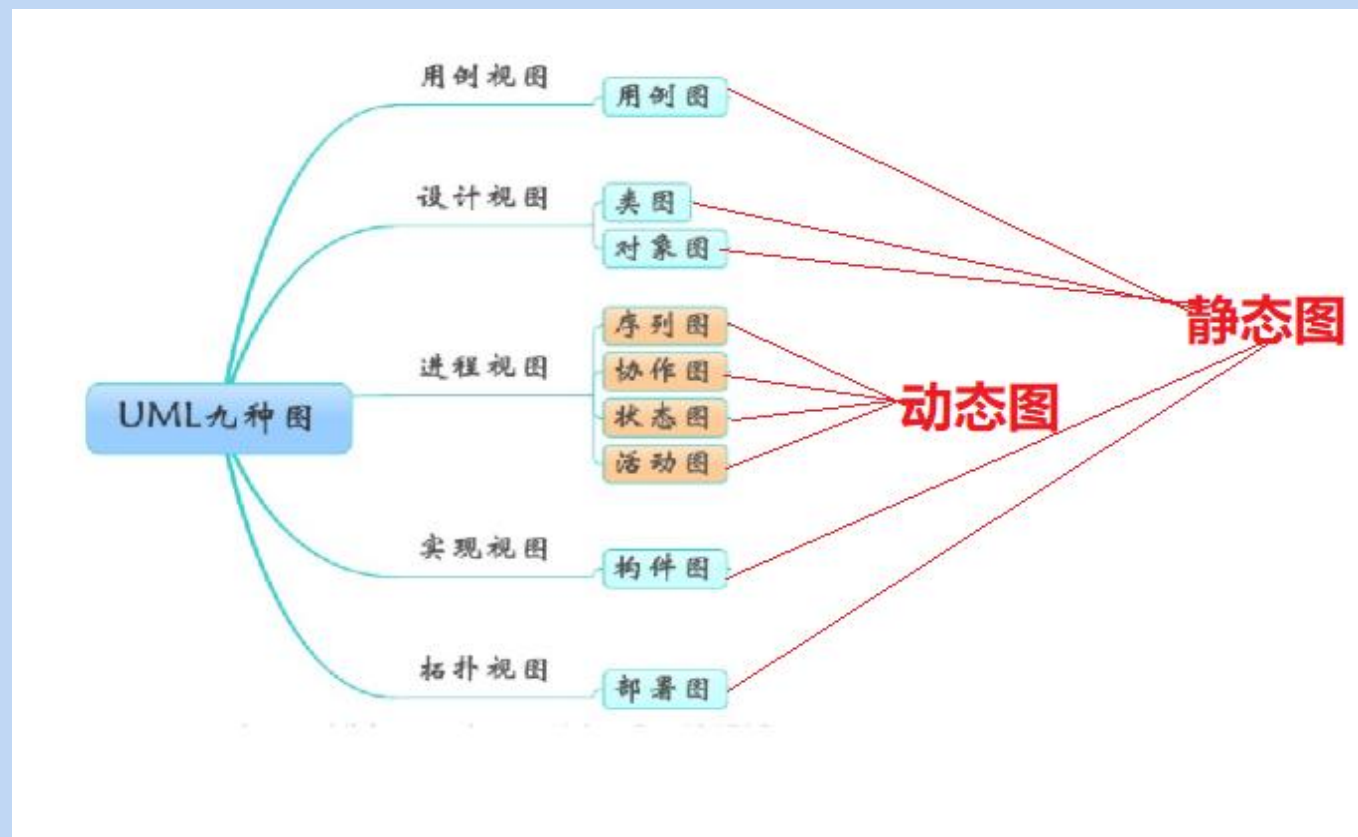 用例视图
用例图
设计视图
类图
对象图
静态图
进程视图
序列图
协作图
状态图
活动图
动态图
UML九种图
实现视图
构件图
拓扑视图
部署图